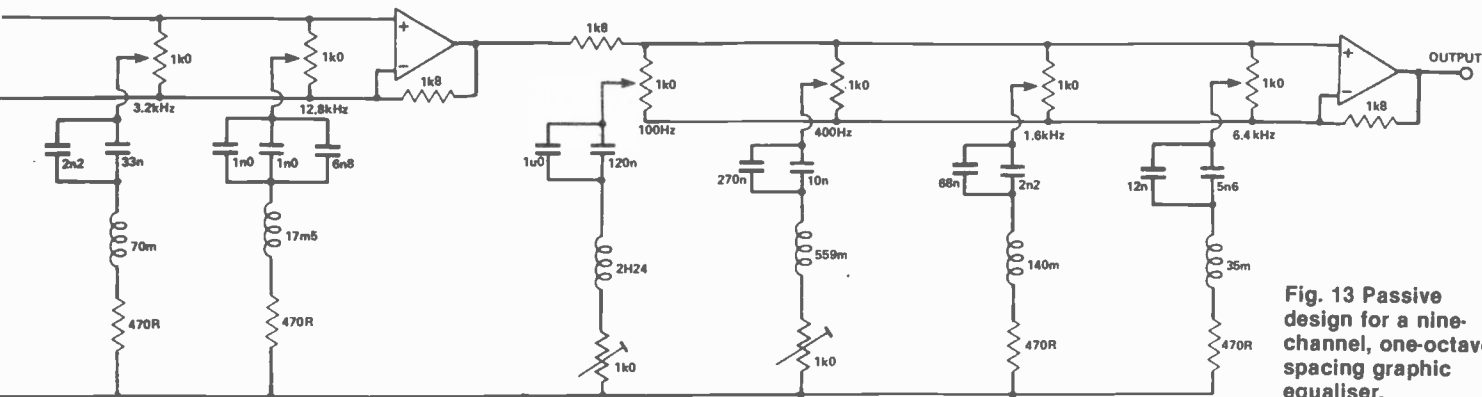 1k0
1k0
1k8
3.2kHz
12.8kHz
2n2
33n
1n0
1n0
6n8
70m
17m5
470R
470R
1k8
1k0
1k0
1k0
1k0
OUTPUT
1k8
100Hz
400Hz
1.6kHz
6.4kHz
1u0
120n
270n
10n
68n
2n2
12n
5n6
2H24
559m
140m
35m
1k0
1k0
470R
470R
Fig. 13 Passive
design for a nine-
channel, one-octave
spacing graphic
equaliser.